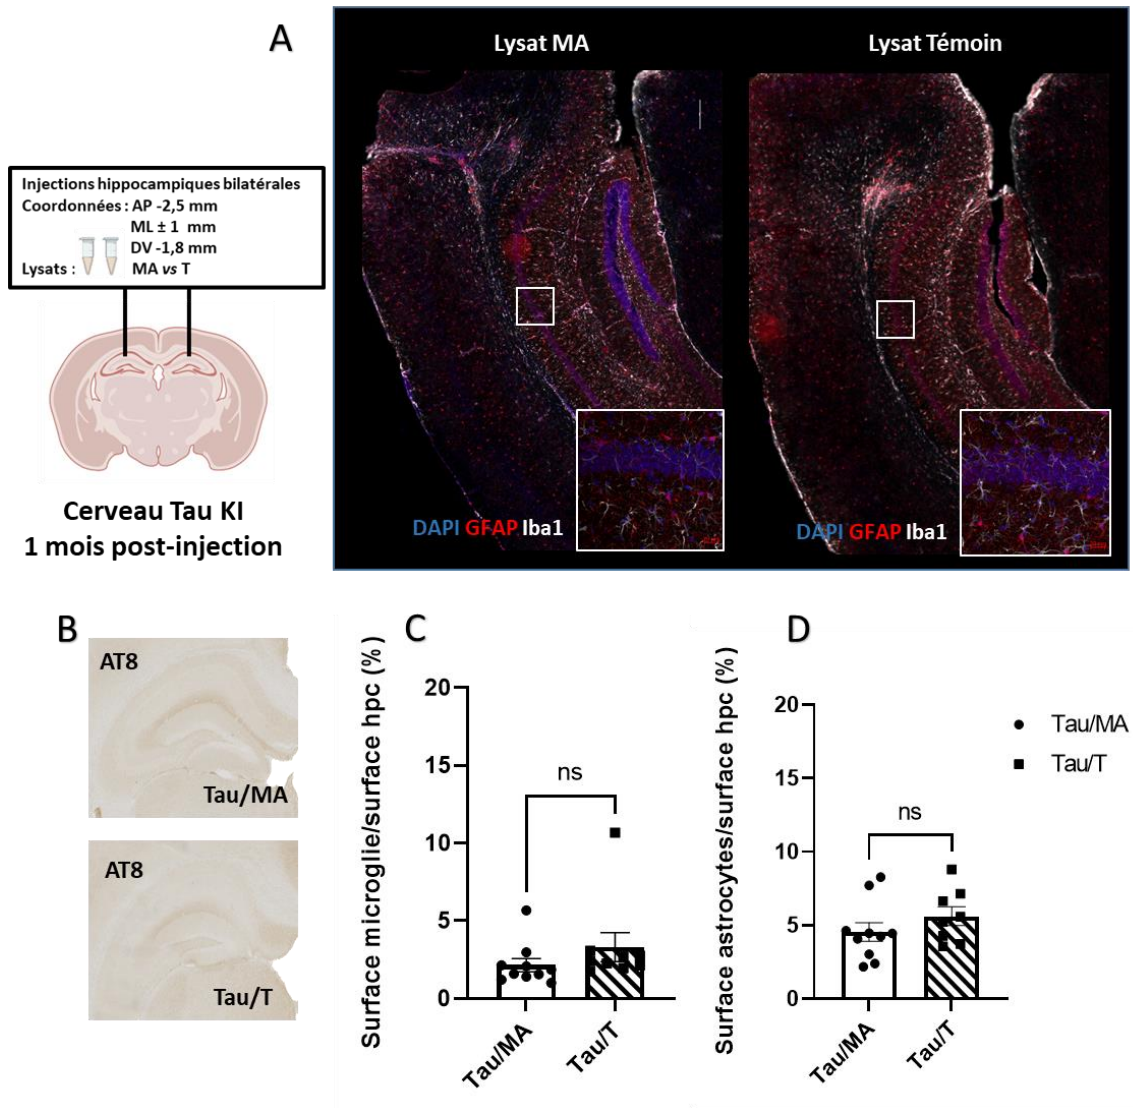 A
Lysat MA
Lysat Témoin
Injections hippocampiques bilatérales
Coordonnées : AP -2,5 mm
ML ± 1 mm
DV -1,8 mm
Lysats : MA vs T
Cerveau Tau KI
1 mois post-injection
DAPI GFAP Iba1
DAPI GFAP Iba1
B
AT8
Tau/MA
AT8
Tau/T
C
Surface microglie/surface hpc (%)
20
15
10
5
0
ns
Tau/MA
Tau/T
D
Surface astrocytes/surface hpc (%)
20
15
10
5
0
ns
Tau/MA
Tau/T
Tau/MA
Tau/T